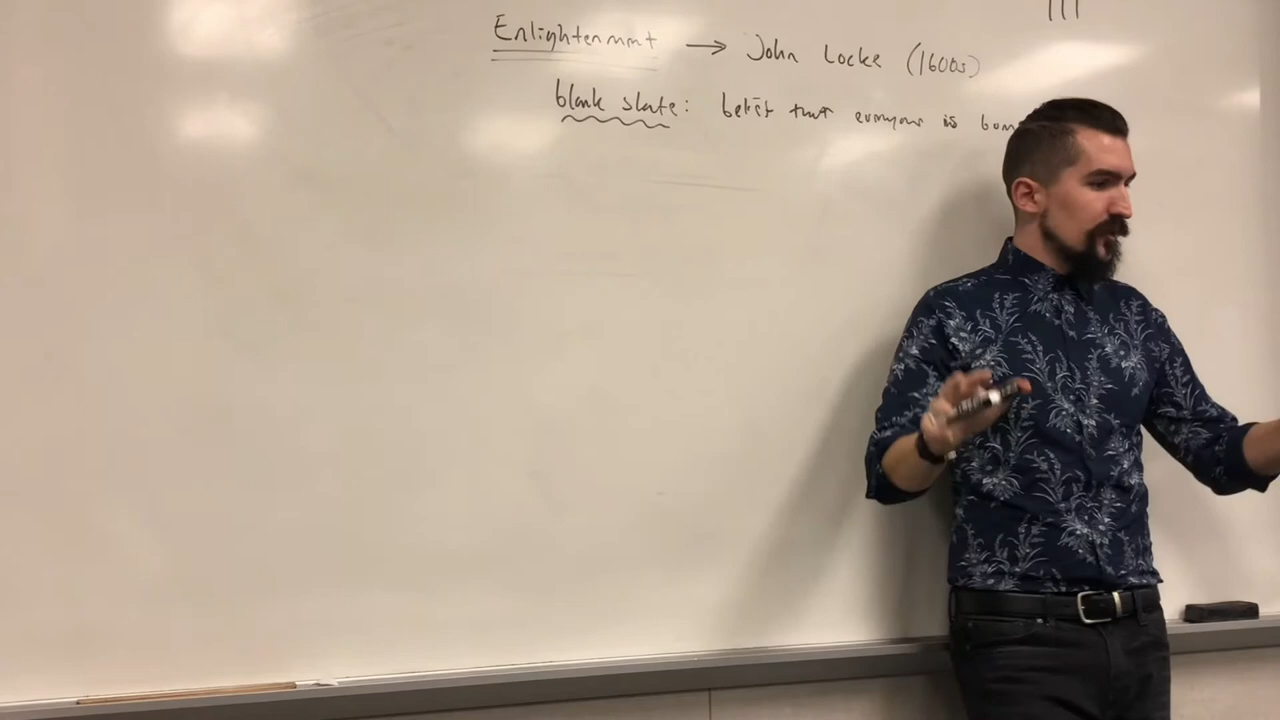 Enlightenment → John Locke (1600s)
blank slate: belief that everyone is born